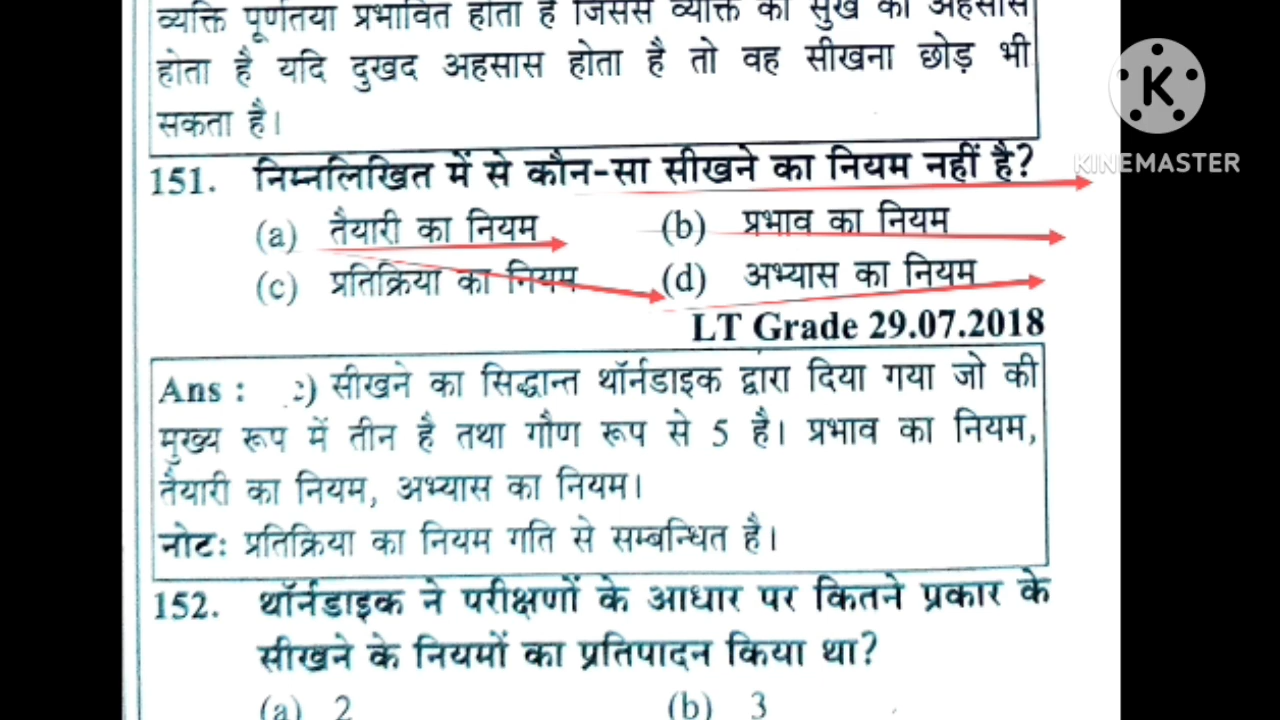 व्यक्ति पूर्णतया प्रभावित होता है जिससे व्यक्ति को सुख का अहसास
होता है यदि दुखद अहसास होता है तो वह सीखना छोड़ भी
सकता है।
K
KINEMASTER
151. निम्नलिखित में से कौन-सा सीखने का नियम नहीं है?
(a) तैयारी का नियम (b) प्रभाव का नियम
(c) प्रतिक्रिया का नियम (d) अभ्यास का नियम
LT Grade 29.07.2018
Ans : :) सीखने का सिद्धान्त थॉर्नडाइक द्वारा दिया गया जो की
मुख्य रूप में तीन है तथा गौण रूप से 5 है। प्रभाव का नियम,
तैयारी का नियम, अभ्यास का नियम।
नोटः प्रतिक्रिया का नियम गति से सम्बन्धित है।
152. थॉर्नडाइक ने परीक्षणों के आधार पर कितने प्रकार के
सीखने के नियमों का प्रतिपादन किया था?
(a) 2 (b) 3